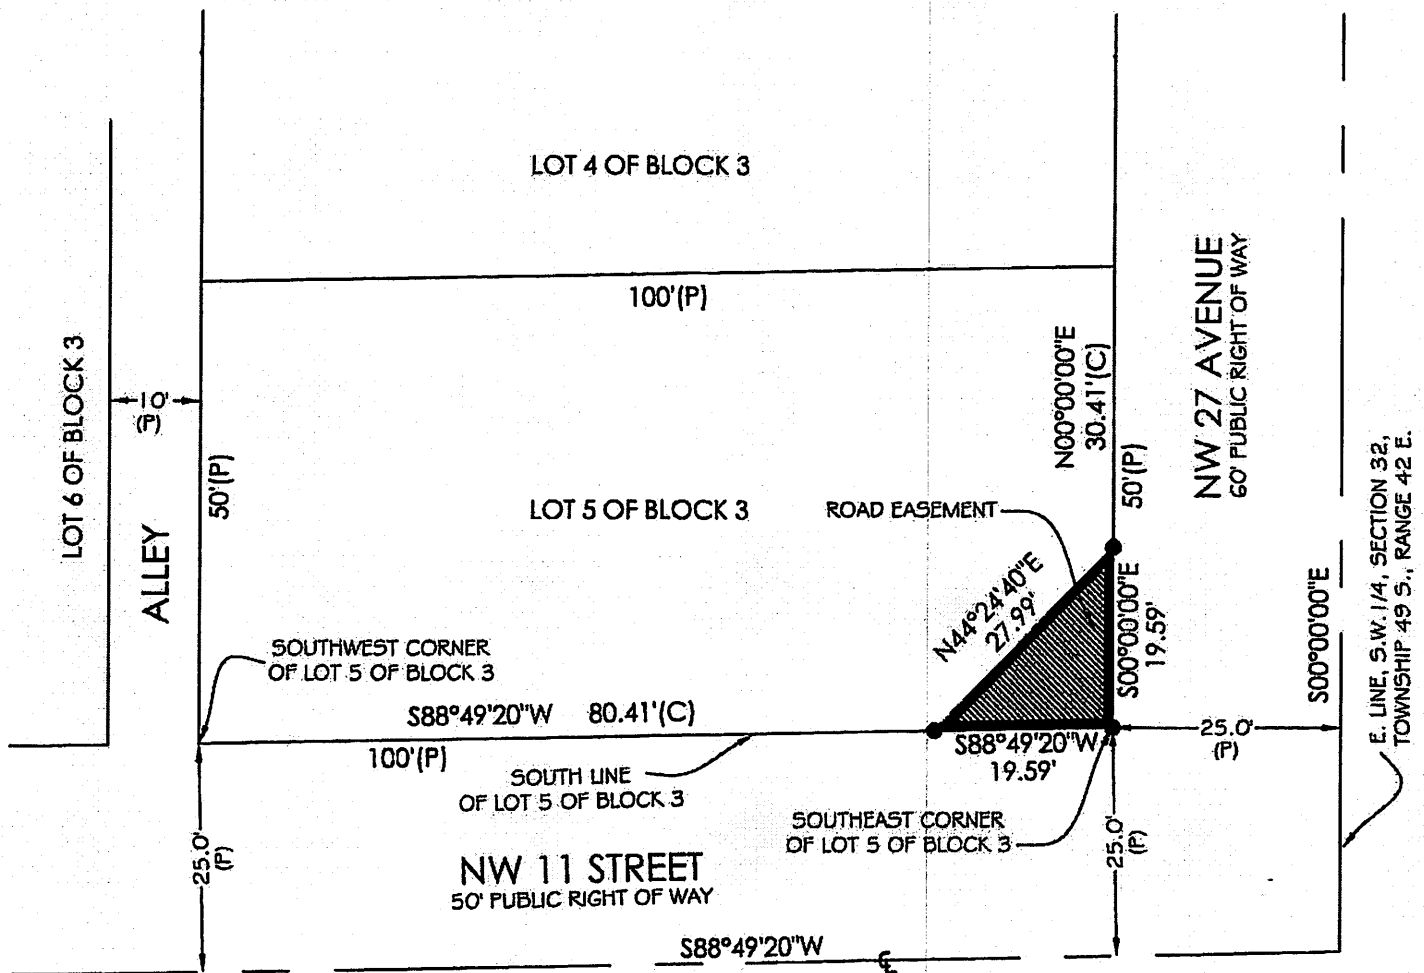 LOT 4 OF BLOCK 3
100'(P)
LOT 6 OF BLOCK 3
10'
(P)
ALLEY
50'(P)
LOT 5 OF BLOCK 3
ROAD EASEMENT
N00°00'00"E
30.41'(C)
50'(P)
NW 27 AVENUE
60' PUBLIC RIGHT OF WAY
N44°24'40"E
27.99'
S00°00'00"E
19.59'
S00°00'00"E
E. LINE, S.W. 1/4, SECTION 32,
TOWNSHIP 49 S., RANGE 42 E.
SOUTHWEST CORNER
OF LOT 5 OF BLOCK 3
S88°49'20"W 80.41'(C)
100'(P)
S88°49'20"W
19.59'
25.0'
(P)
SOUTH LINE
OF LOT 5 OF BLOCK 3
SOUTHEAST CORNER
OF LOT 5 OF BLOCK 3
25.0'
(P)
25.0'
(P)
NW 11 STREET
50' PUBLIC RIGHT OF WAY
S88°49'20"W
℄